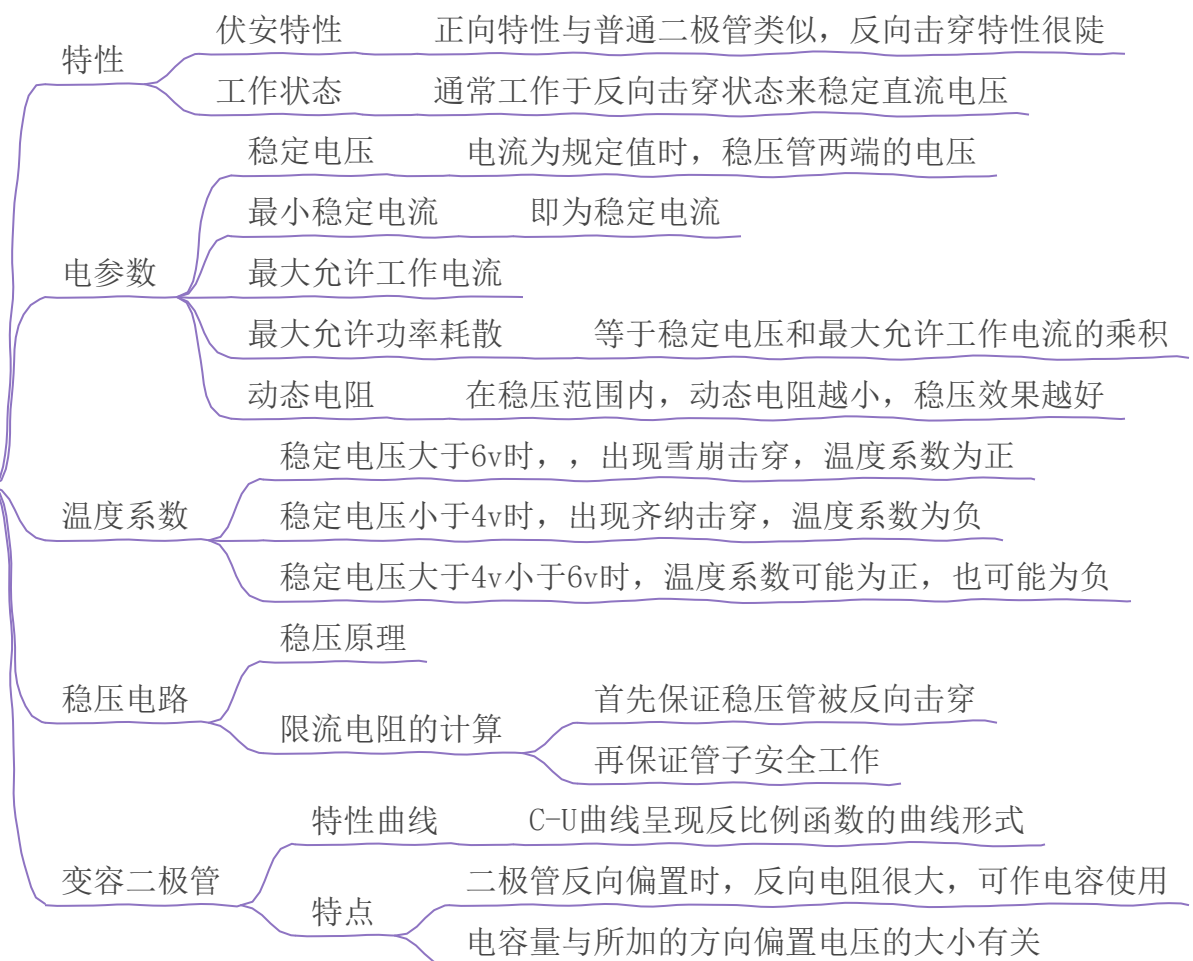 特性
伏安特性 正向特性与普通二极管类似，反向击穿特性很陡
工作状态 通常工作于反向击穿状态来稳定直流电压
电参数
稳定电压 电流为规定值时，稳压管两端的电压
最小稳定电流 即为稳定电流
最大允许工作电流
最大允许功率耗散 等于稳定电压和最大允许工作电流的乘积
动态电阻 在稳压范围内，动态电阻越小，稳压效果越好
温度系数
稳定电压大于6v时，，出现雪崩击穿，温度系数为正
稳定电压小于4v时，出现齐纳击穿，温度系数为负
稳定电压大于4v小于6v时，温度系数可能为正，也可能为负
稳压电路
稳压原理
限流电阻的计算
首先保证稳压管被反向击穿
再保证管子安全工作
变容二极管
特性曲线 C-U曲线呈现反比例函数的曲线形式
特点
二极管反向偏置时，反向电阻很大，可作电容使用
电容量与所加的方向偏置电压的大小有关